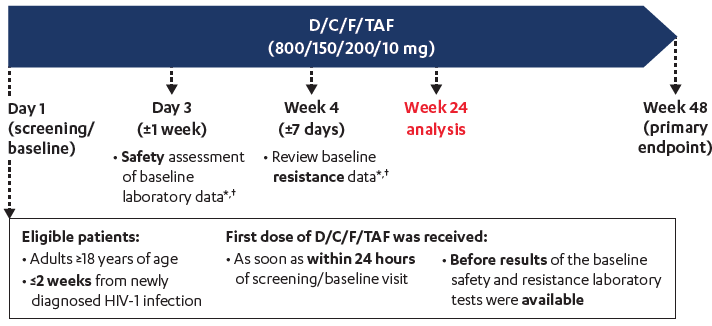 D/C/F/TAF
(800/150/200/10 mg)
Day 1
(screening/
baseline)
Day 3
(±1 week)
• Safety assessment
of baseline
laboratory data*,†
Week 4
(±7 days)
• Review baseline
resistance data*,†
Week 24
analysis
Week 48
(primary
endpoint)
Eligible patients:
• Adults ≥18 years of age
• ≤2 weeks from newly
diagnosed HIV-1 infection
First dose of D/C/F/TAF was received:
• As soon as within 24 hours
of screening/baseline visit
• Before results of the baseline
safety and resistance laboratory
tests were available